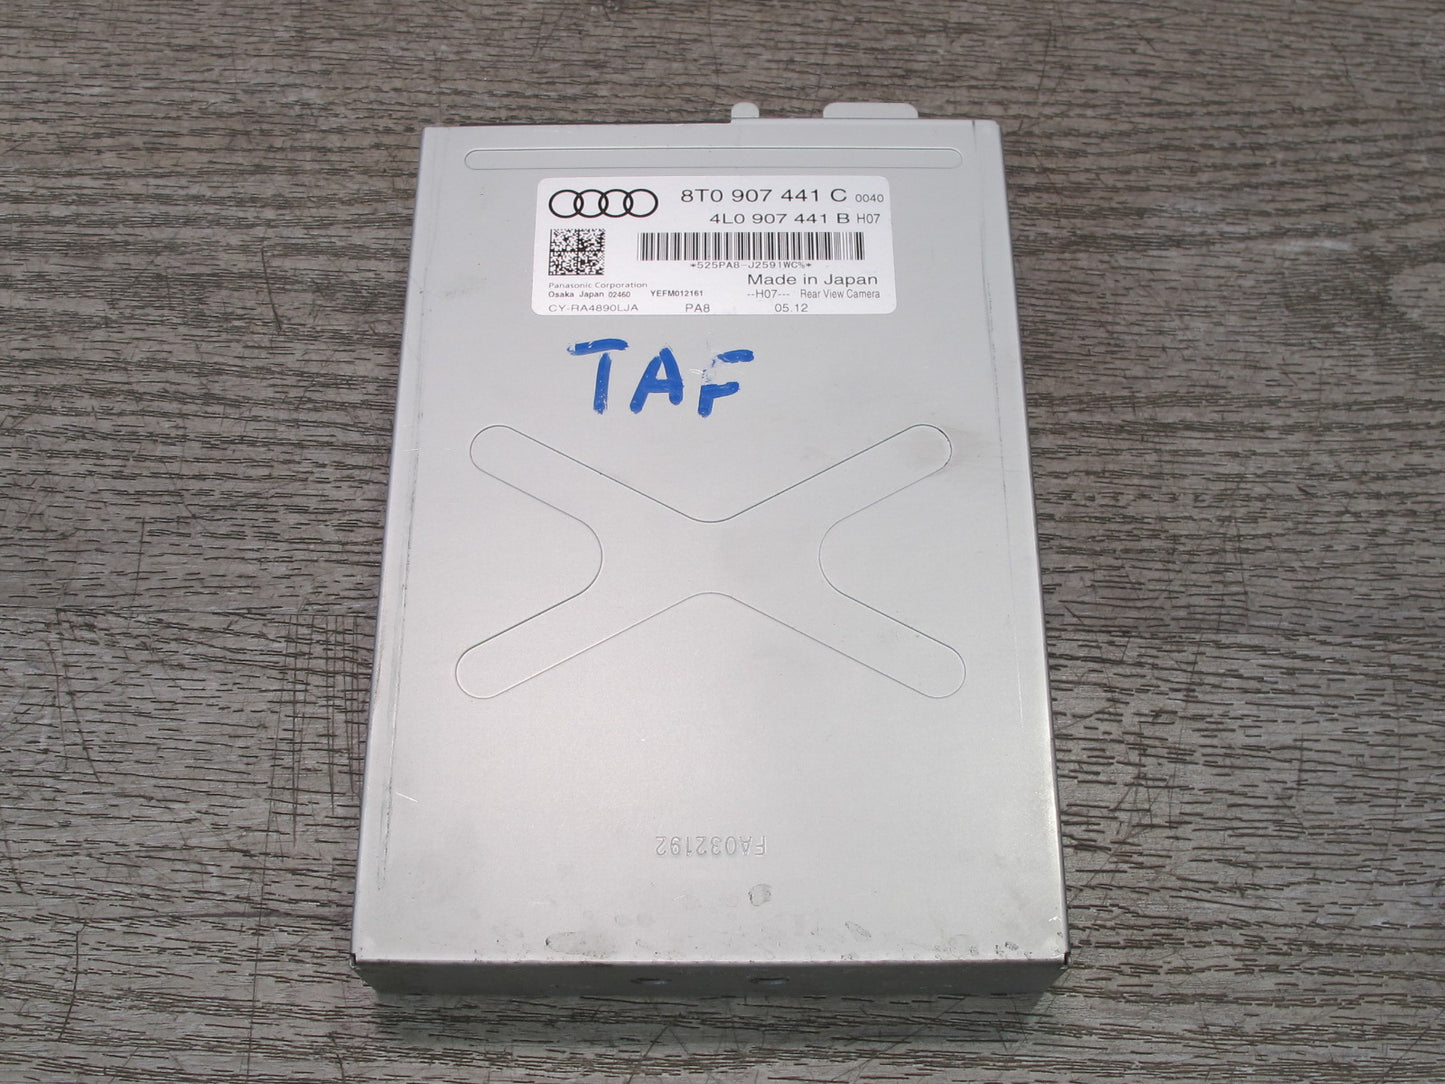 8T0 907 441 C 0040
4L0 907 441 B H07
*525PA8-J2591WC%*
Made in Japan
Panasonic Corporation
Osaka Japan 02460 YEFM012161
--H07--- Rear View Camera
CY-RA4890LJA PA8 05.12
TAF
FA032192